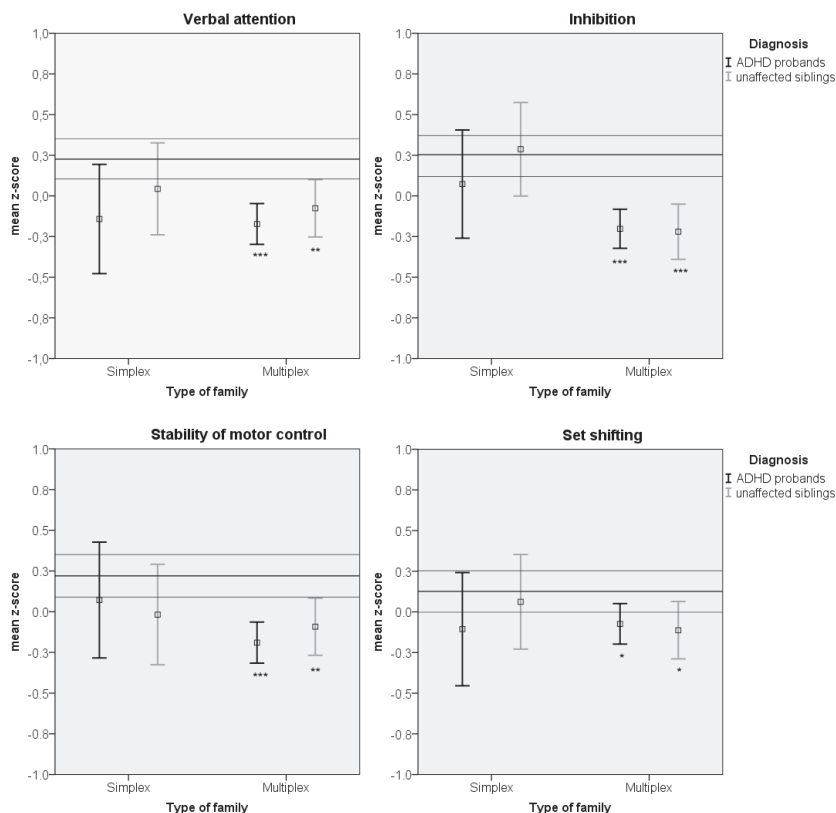 Verbal attention
1,0
0,8
0,5
0,3
0,0
-0,3
-0,5
-0,8
-1,0
mean z-score
Simplex
Multiplex
Type of family
***
**
Inhibition
1.0
0.8
0.5
0.3
0.0
-0.3
-0.5
-0.8
-1.0
mean z-score
Simplex
Multiplex
Type of family
***
***
Diagnosis
ADHD probands
unaffected siblings
Stability of motor control
1.0
0.8
0.5
0.3
0.0
-0.3
-0.5
-0.8
-1.0
mean z-score
Simplex
Multiplex
Type of family
***
**
Set shifting
1.0
0.8
0.5
0.3
0.0
-0.3
-0.5
-0.8
-1.0
mean z-score
Simplex
Multiplex
Type of family
*
*
Diagnosis
ADHD probands
unaffected siblings